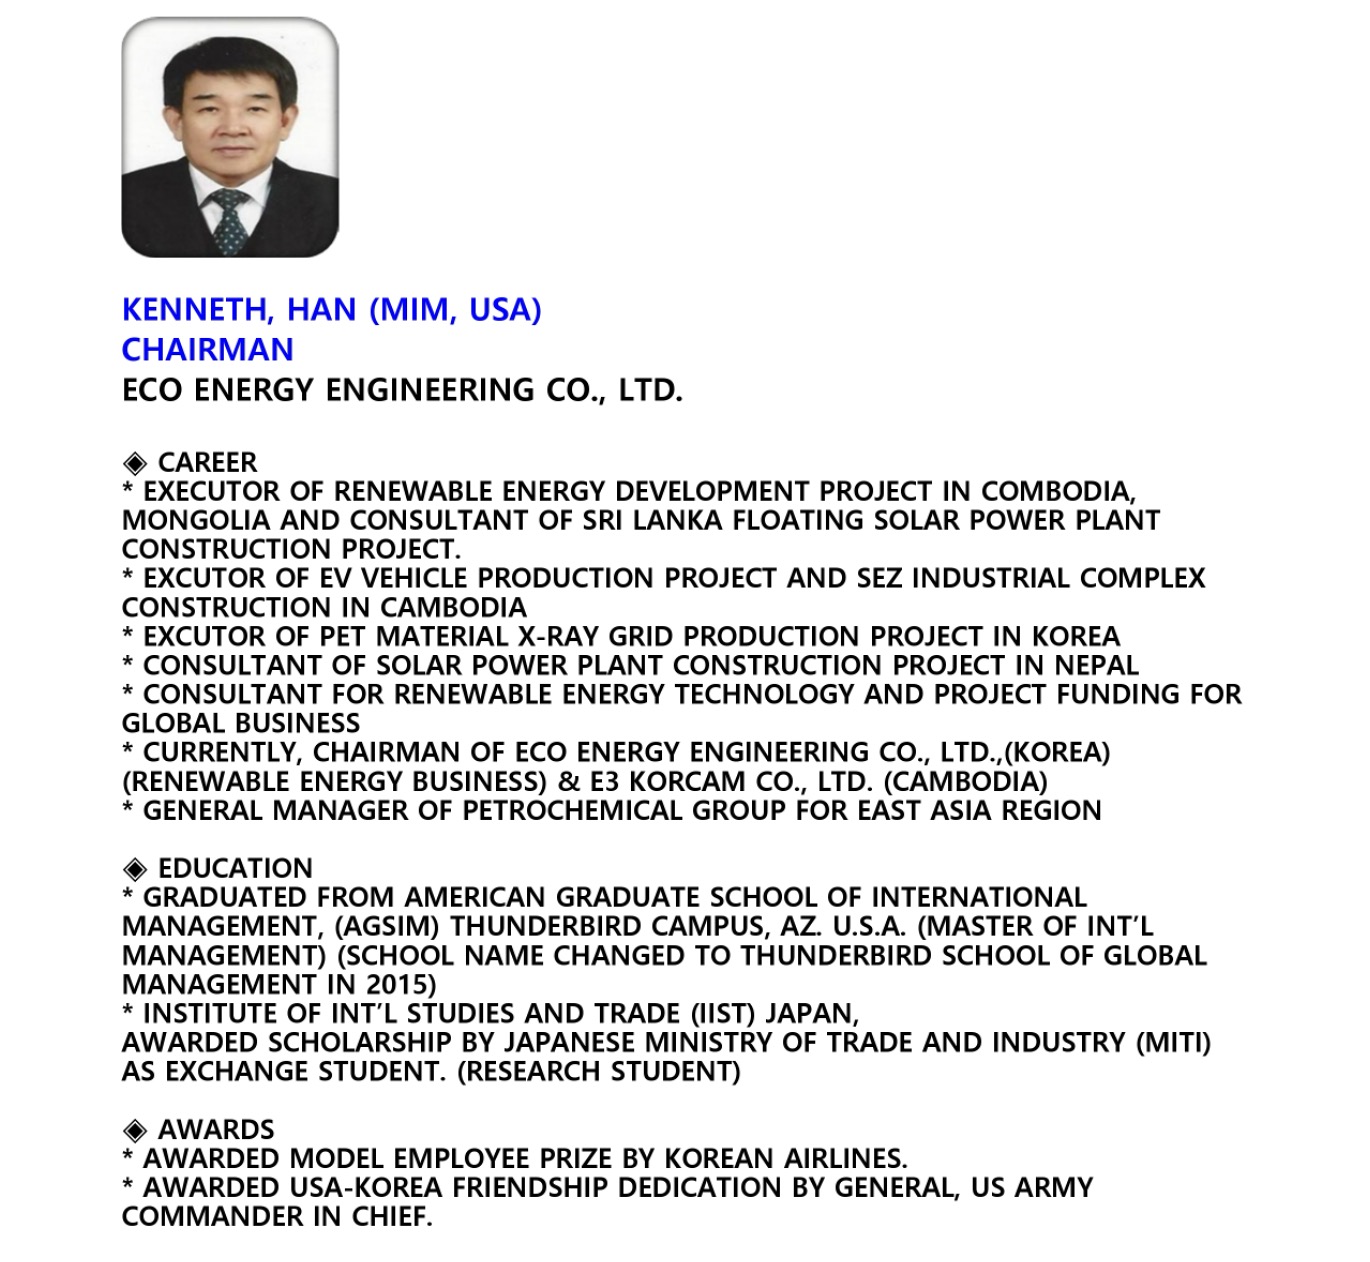 KENNETH, HAN (MIM, USA)
CHAIRMAN
ECO ENERGY ENGINEERING CO., LTD.
◈ CAREER
* EXECUTOR OF RENEWABLE ENERGY DEVELOPMENT PROJECT IN COMBODIA,
MONGOLIA AND CONSULTANT OF SRI LANKA FLOATING SOLAR POWER PLANT
CONSTRUCTION PROJECT.
* EXCUTOR OF EV VEHICLE PRODUCTION PROJECT AND SEZ INDUSTRIAL COMPLEX
CONSTRUCTION IN CAMBODIA
* EXCUTOR OF PET MATERIAL X-RAY GRID PRODUCTION PROJECT IN KOREA
* CONSULTANT OF SOLAR POWER PLANT CONSTRUCTION PROJECT IN NEPAL
* CONSULTANT FOR RENEWABLE ENERGY TECHNOLOGY AND PROJECT FUNDING FOR
GLOBAL BUSINESS
* CURRENTLY, CHAIRMAN OF ECO ENERGY ENGINEERING CO., LTD.,(KOREA)
(RENEWABLE ENERGY BUSINESS) & E3 KORCAM CO., LTD. (CAMBODIA)
* GENERAL MANAGER OF PETROCHEMICAL GROUP FOR EAST ASIA REGION
◈ EDUCATION
* GRADUATED FROM AMERICAN GRADUATE SCHOOL OF INTERNATIONAL
MANAGEMENT, (AGSIM) THUNDERBIRD CAMPUS, AZ. U.S.A. (MASTER OF INT’L
MANAGEMENT) (SCHOOL NAME CHANGED TO THUNDERBIRD SCHOOL OF GLOBAL
MANAGEMENT IN 2015)
* INSTITUTE OF INT’L STUDIES AND TRADE (IIST) JAPAN,
AWARDED SCHOLARSHIP BY JAPANESE MINISTRY OF TRADE AND INDUSTRY (MITI)
AS EXCHANGE STUDENT. (RESEARCH STUDENT)
◈ AWARDS
* AWARDED MODEL EMPLOYEE PRIZE BY KOREAN AIRLINES.
* AWARDED USA-KOREA FRIENDSHIP DEDICATION BY GENERAL, US ARMY
COMMANDER IN CHIEF.